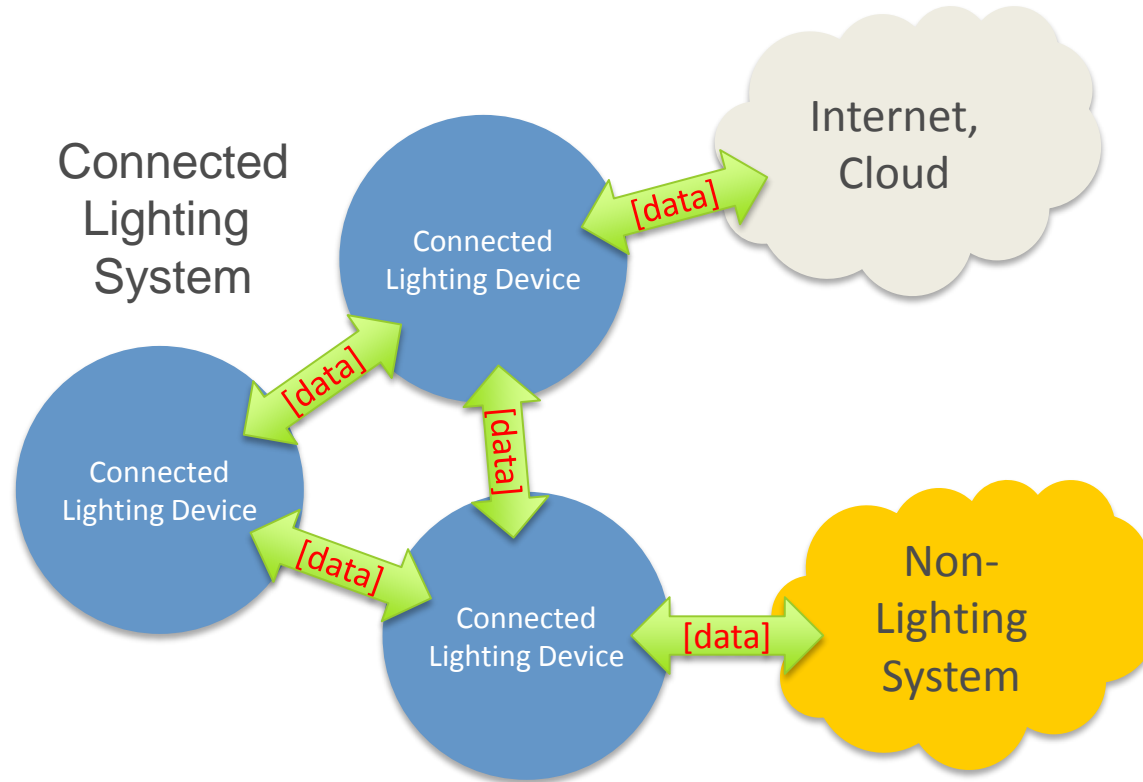 Connected
Lighting
System
Internet,
Cloud
[data]
Connected
Lighting Device
[data]
[data]
Connected
Lighting Device
[data]
Connected
Lighting Device
[data]
Non-
Lighting
System